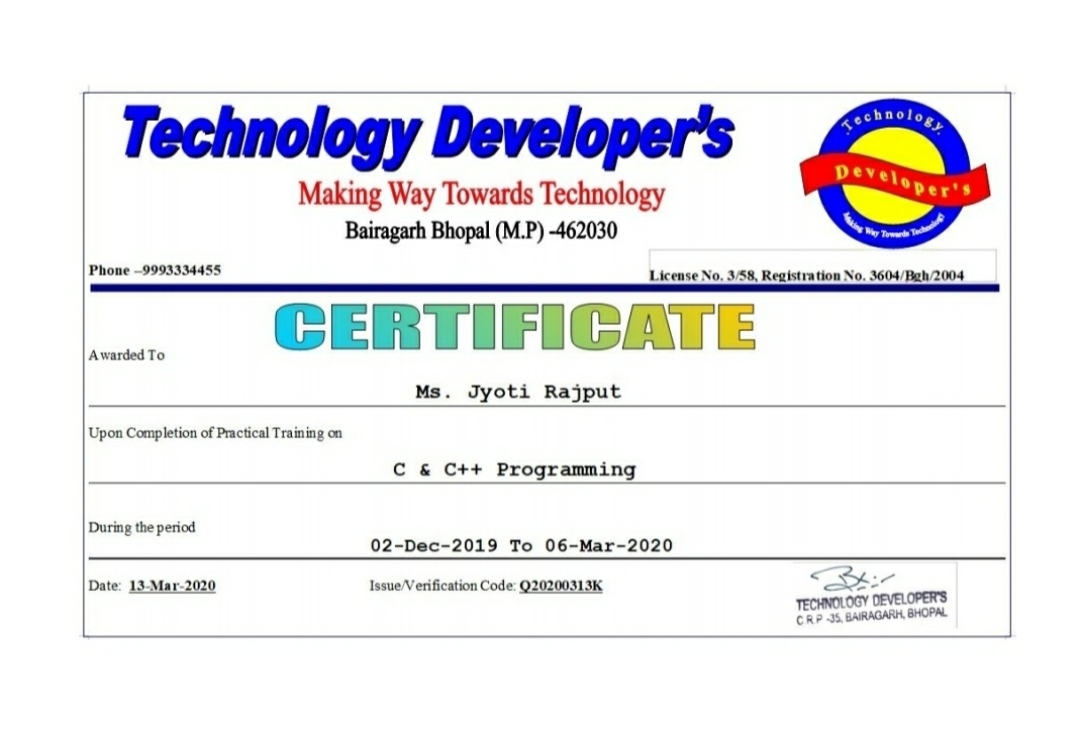 Technology Developer's
Making Way Towards Technology
Bairagarh Bhopal (M.P) -462030
.Technology.
Developer's
Making Way Towards Technology
Phone –9993334455
License No. 3/58, Registration No. 3604/Bgh/2004
CERTIFICATE
Awarded To
Ms. Jyoti Rajput
Upon Completion of Practical Training on
C & C++ Programming
During the period
02-Dec-2019 To 06-Mar-2020
Date: 13-Mar-2020
Issue/Verification Code: Q20200313K
TECHNOLOGY DEVELOPER'S
C R P -35, BAIRAGARH, BHOPAL